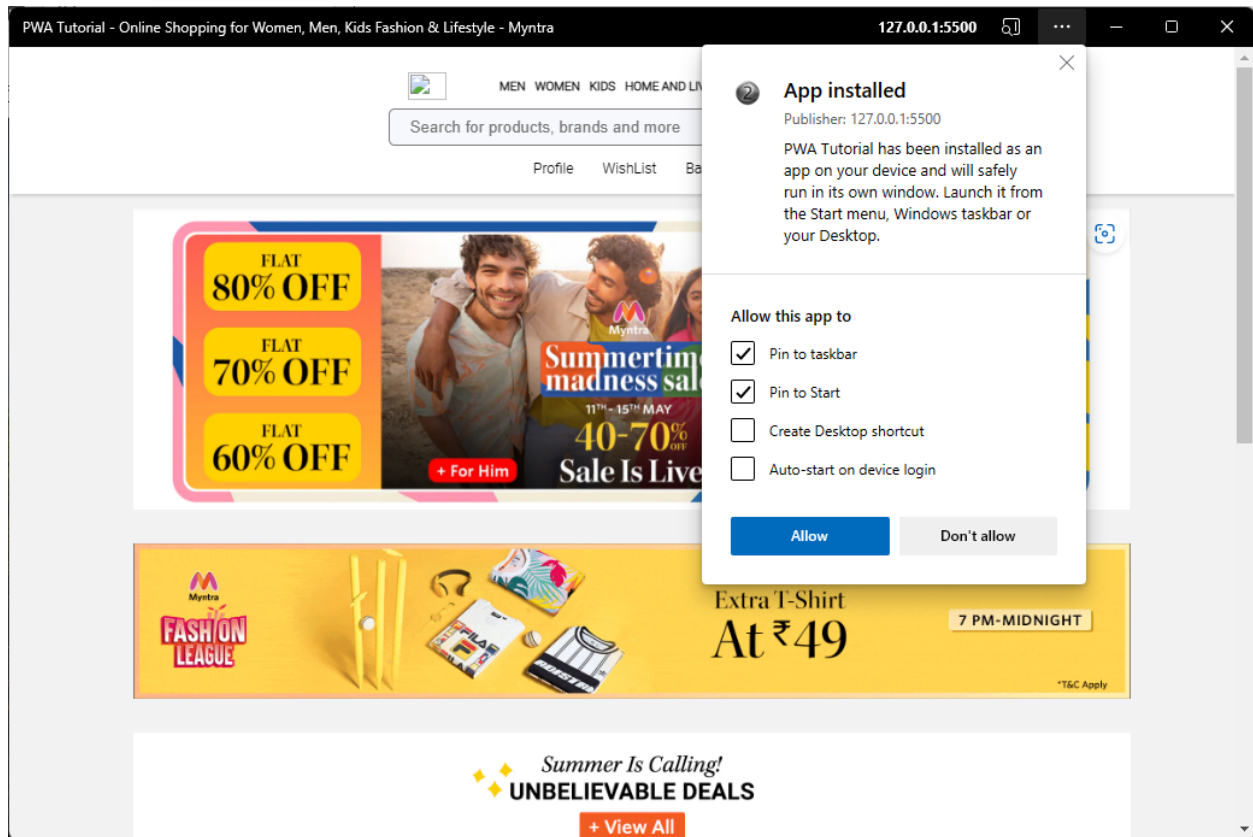 PWA Tutorial - Online Shopping for Women, Men, Kids Fashion & Lifestyle - Myntra
127.0.0.1:5500
MEN WOMEN KIDS HOME AND
Search for products, brands and more
Profile WishList
2
App installed
Publisher: 127.0.0.1:5500
PWA Tutorial has been installed as an
app on your device and will safely
run in its own window. Launch it from
the Start menu, Windows taskbar or
your Desktop.
Allow this app to
Pin to taskbar
Pin to Start
Create Desktop shortcut
Auto-start on device login
Allow
Don't allow
FLAT
80% OFF
FLAT
70% OFF
FLAT
60% OFF
+ For Him
Myntra
Summertime
madness sale
11TH - 15TH MAY
40-70% OFF
Sale Is Live
Myntra
FASHION
LEAGUE
FILA
ROADSTER
Extra T-Shirt
At ₹49
7 PM-MIDNIGHT
*T&C Apply
Summer Is Calling!
UNBELIEVABLE DEALS
+ View All